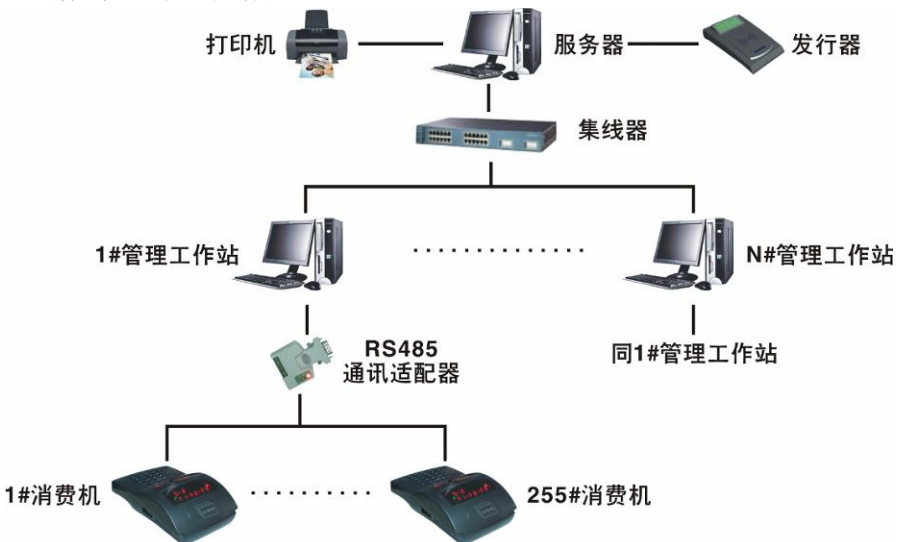 打印机
服务器
发行器
集线器
1#管理工作站
N#管理工作站
RS485
通讯适配器
同1#管理工作站
1#消费机
255#消费机